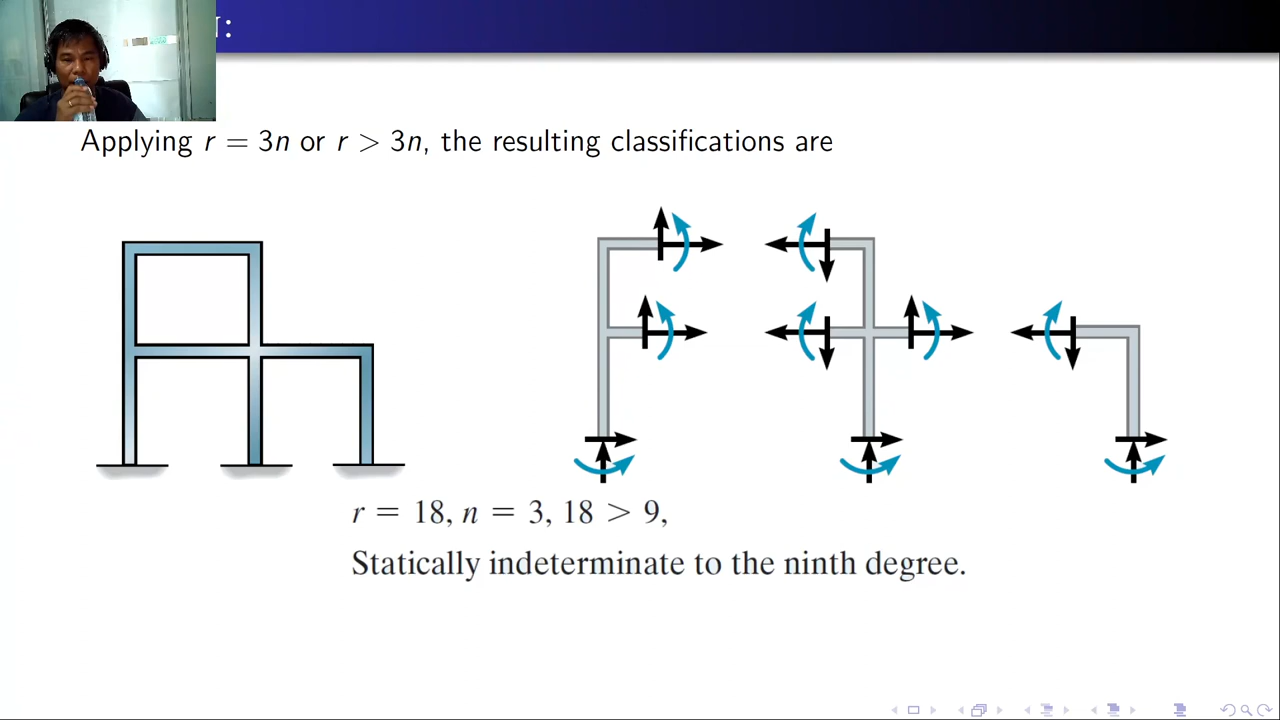 Applying r = 3n or r > 3n, the resulting classifications are
r = 18, n = 3, 18 > 9,
Statically indeterminate to the ninth degree.